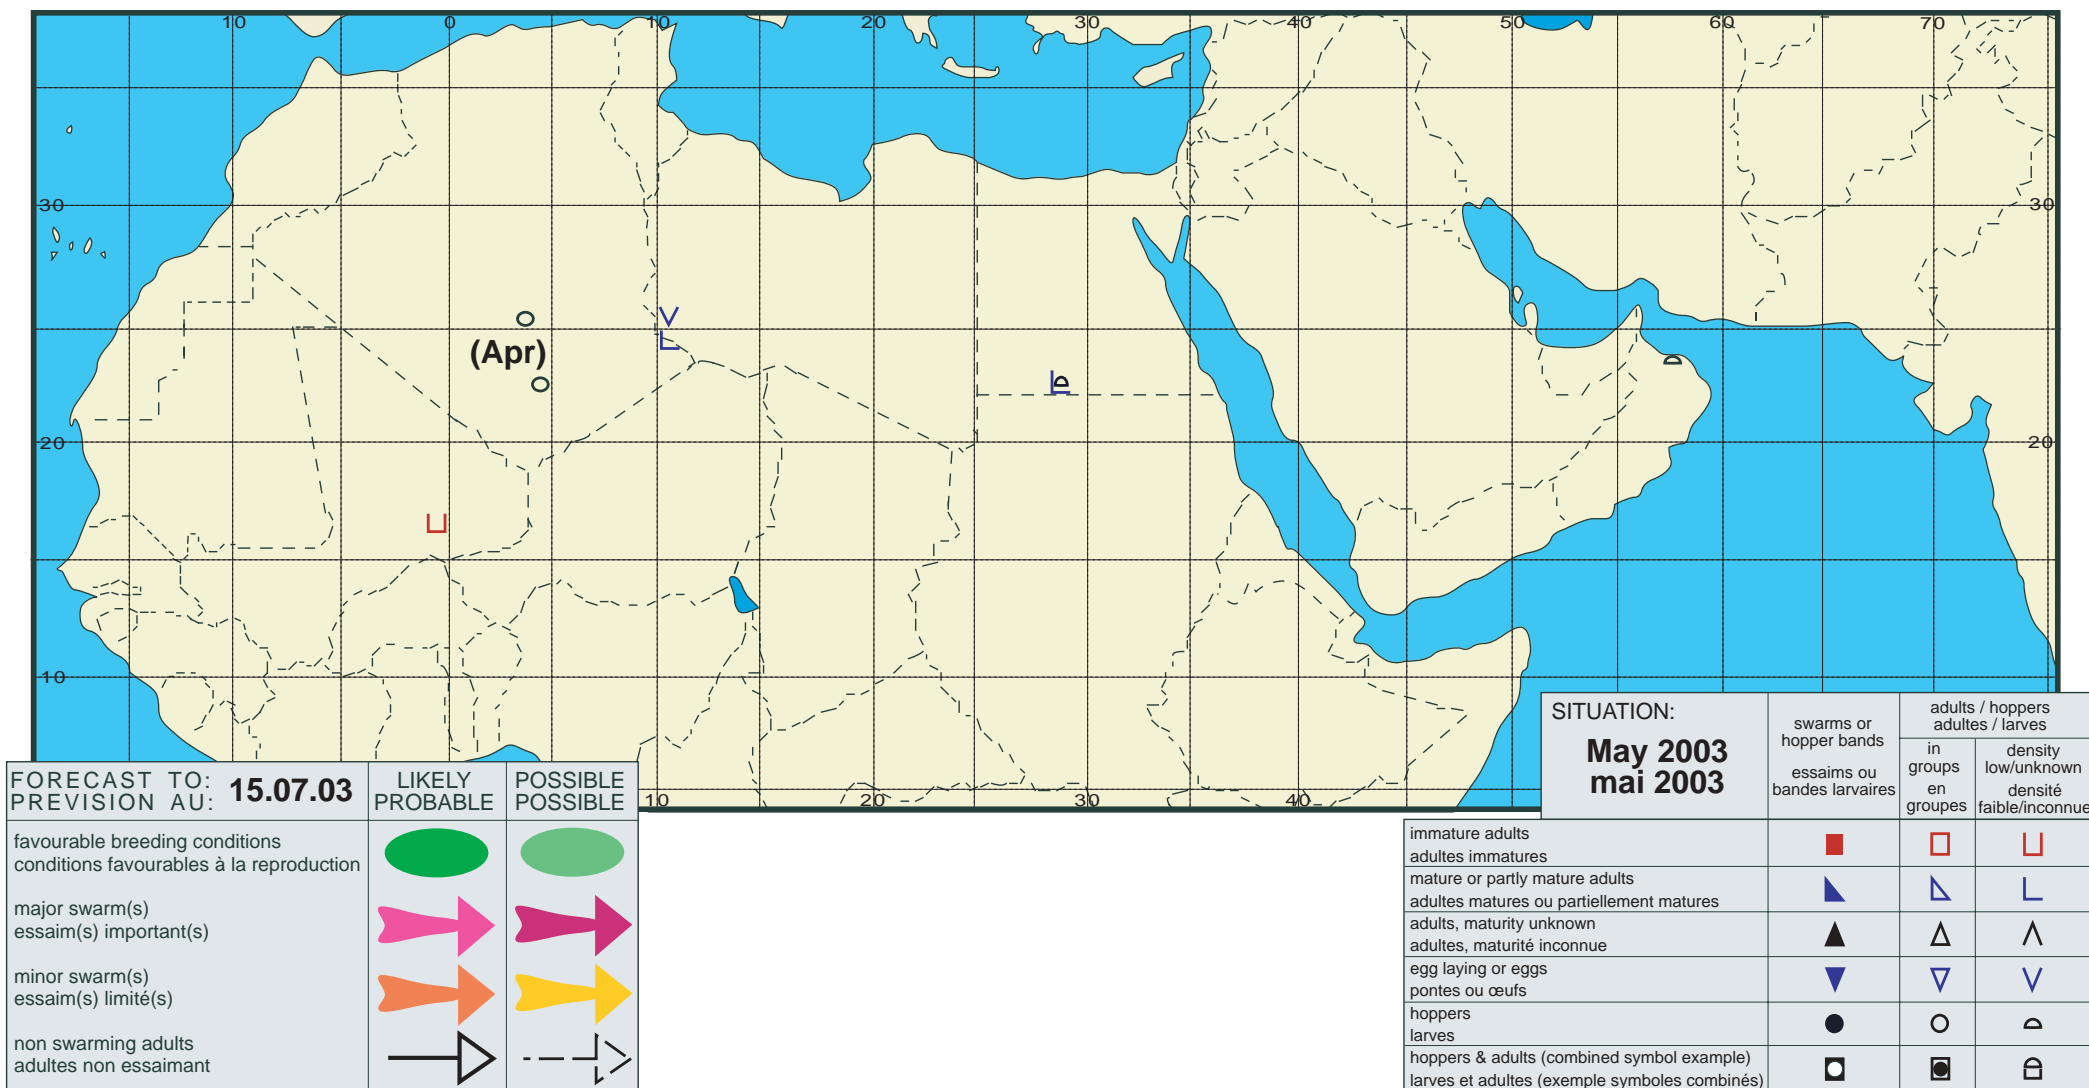 10 0 10 20 30 40 50 60 70
30 30
(Apr)
20 20
10
10 20 30 40
FORECAST TO:
PREVISION AU:
15.07.03
LIKELY
PROBABLE
POSSIBLE
POSSIBLE
favourable breeding conditions
conditions favourables à la reproduction
major swarm(s)
essaim(s) important(s)
minor swarm(s)
essaim(s) limité(s)
non swarming adults
adultes non essaimant
SITUATION:
May 2003
mai 2003
swarms or
hopper bands
essaims ou
bandes larvaires
adults / hoppers
adultes / larves
in
groups
en
groupes
density
low/unknown
densité
faible/inconnue
immature adults
adultes immatures
mature or partly mature adults
adultes matures ou partiellement matures
adults, maturity unknown
adultes, maturité inconnue
egg laying or eggs
pontes ou œufs
hoppers
larves
hoppers & adults (combined symbol example)
larves et adultes (exemple symboles combinés)